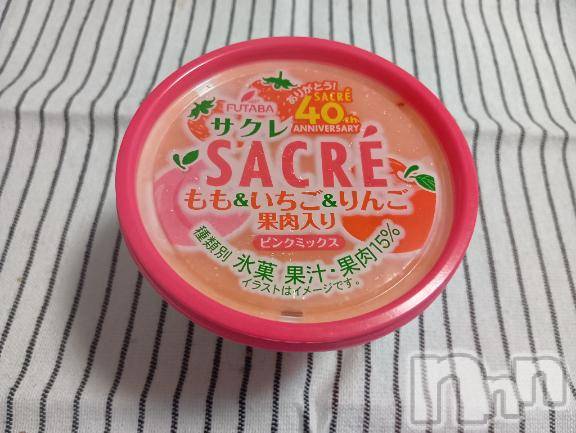 FUTABA
ありがとう!
SACRÉ
40th
ANNIVERSARY
サクレ
SACRÉ
もも&いちご&りんご
果肉入り
ピンクミックス
種類別 氷菓 果汁・果肉15%
イラストはイメージです。
nnn